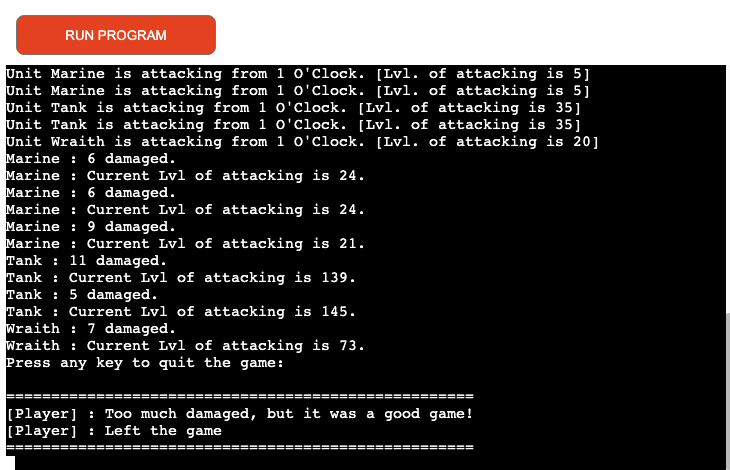 RUN PROGRAM
Unit Marine is attacking from 1 O'Clock. [Lvl. of attacking is 5]
Unit Marine is attacking from 1 O'Clock. [Lvl. of attacking is 5]
Unit Tank is attacking from 1 O'Clock. [Lvl. of attacking is 35]
Unit Tank is attacking from 1 O'Clock. [Lvl. of attacking is 35]
Unit Wraith is attacking from 1 O'Clock. [Lvl. of attacking is 20]
Marine : 6 damaged.
Marine : Current Lvl of attacking is 24.
Marine : 6 damaged.
Marine : Current Lvl of attacking is 24.
Marine : 9 damaged.
Marine : Current Lvl of attacking is 21.
Tank : 11 damaged.
Tank : Current Lvl of attacking is 139.
Tank : 5 damaged.
Tank : Current Lvl of attacking is 145.
Wraith : 7 damaged.
Wraith : Current Lvl of attacking is 73.
Press any key to quit the game:
====================================================
[Player] : Too much damaged, but it was a good game!
[Player] : Left the game
====================================================